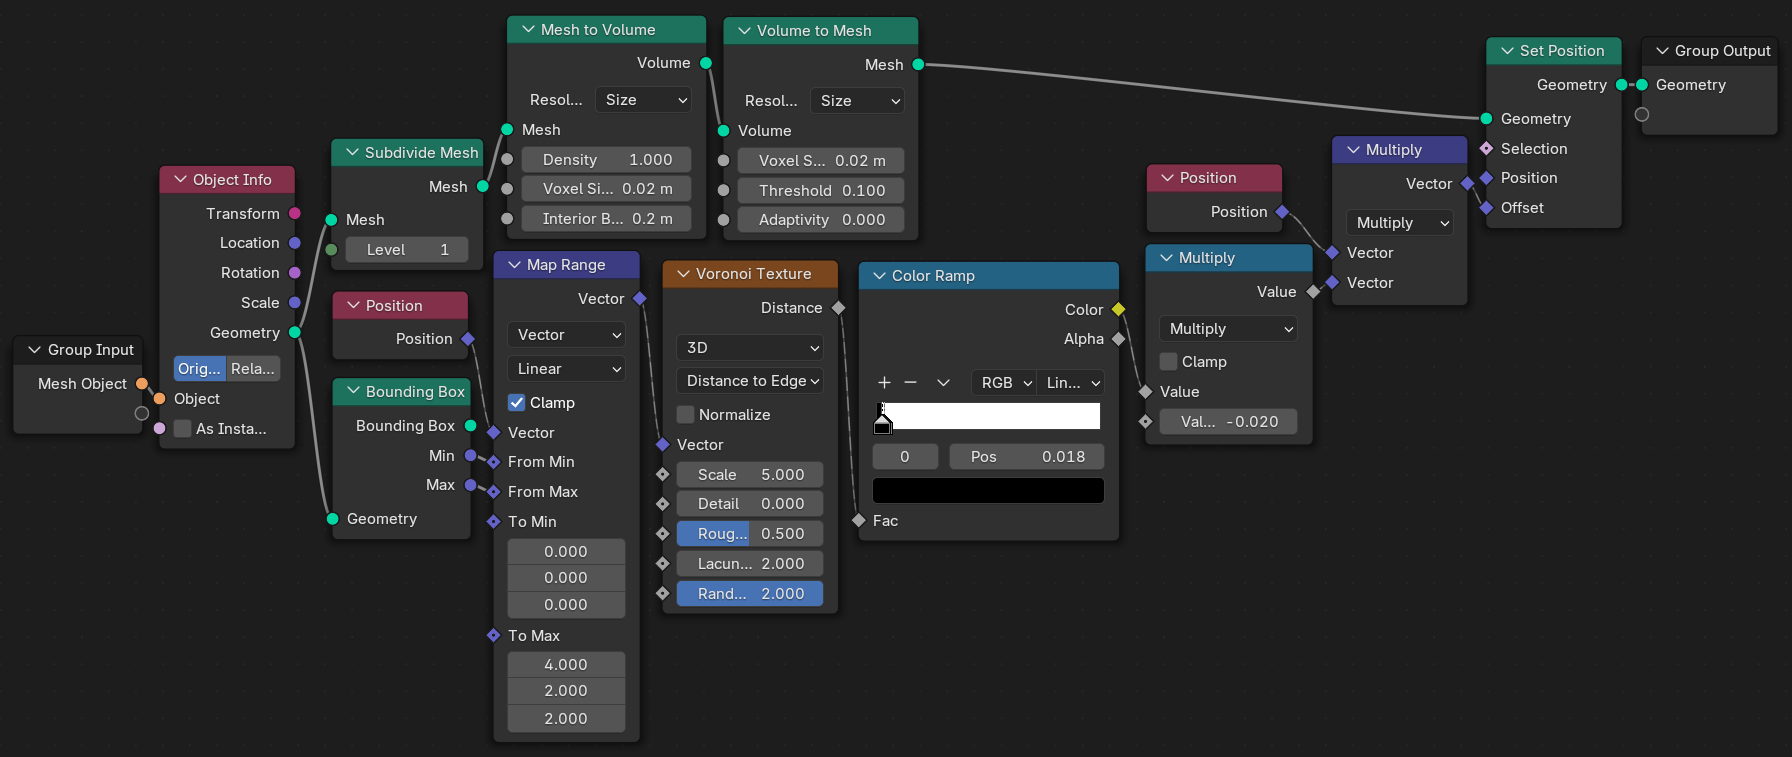 Group Input
Mesh Object
Object Info
Transform
Location
Rotation
Scale
Geometry
Orig... Rela...
Object
As Insta...
Subdivide Mesh
Mesh
Mesh
Level 1
Position
Position
Bounding Box
Bounding Box
Min
Max
Geometry
Mesh to Volume
Volume
Resol... Size
Mesh
Density 1.000
Voxel Si... 0.02 m
Interior B... 0.2 m
Volume to Mesh
Mesh
Resol... Size
Volume
Voxel S... 0.02 m
Threshold 0.100
Adaptivity 0.000
Map Range
Vector
Vector
Linear
Clamp
Vector
From Min
From Max
To Min
0.000
0.000
0.000
To Max
4.000
2.000
2.000
Voronoi Texture
Distance
3D
Distance to Edge
Normalize
Vector
Scale 5.000
Detail 0.000
Roug... 0.500
Lacun... 2.000
Rand... 2.000
Color Ramp
Color
Alpha
+ − RGB Lin...
0 Pos 0.018
Fac
Position
Position
Multiply
Value
Multiply
Clamp
Value
Val... -0.020
Multiply
Vector
Multiply
Vector
Vector
Set Position
Geometry
Geometry
Selection
Position
Offset
Group Output
Geometry